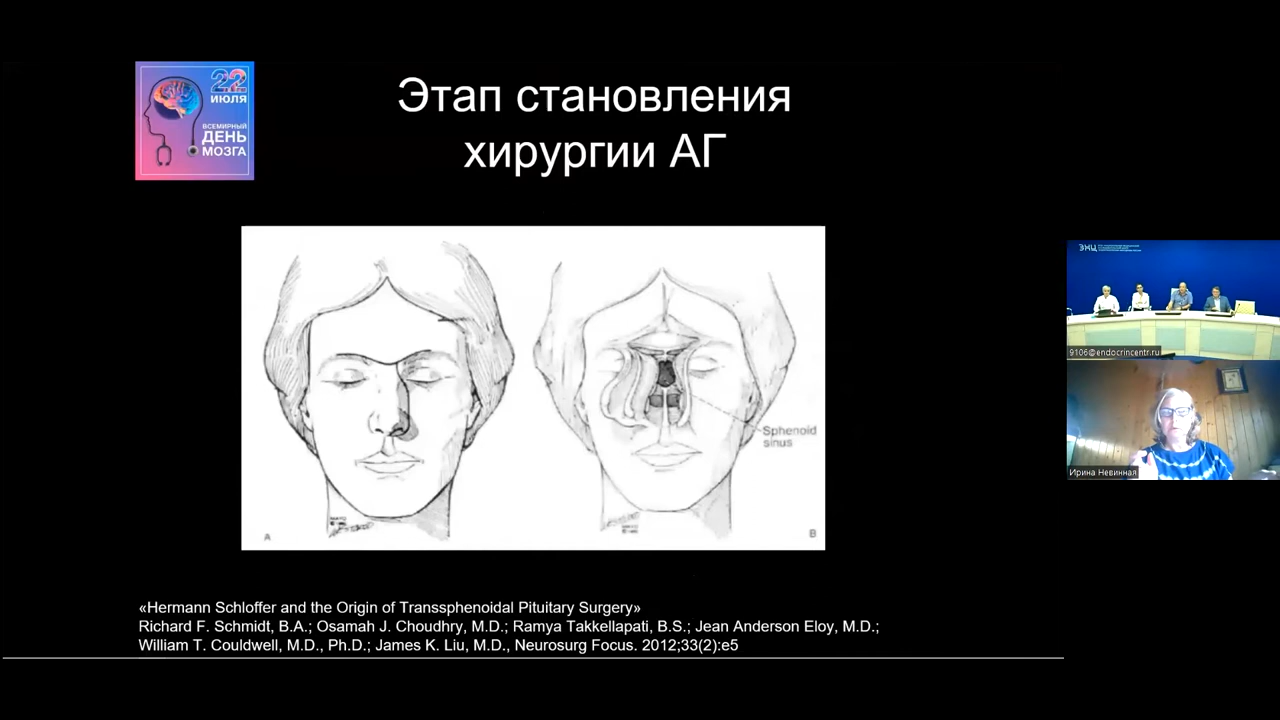 22
ИЮЛЯ
ВСЕМИРНЫЙ
ДЕНЬ
МОЗГА
Этап становления
хирургии АГ
Sphenoid
sinus
A
B
«Hermann Schloffer and the Origin of Transsphenoidal Pituitary Surgery»
Richard F. Schmidt, B.A.; Osamah J. Choudhry, M.D.; Ramya Takkellapati, B.S.; Jean Anderson Eloy, M.D.;
William T. Couldwell, M.D., Ph.D.; James K. Liu, M.D., Neurosurg Focus. 2012;33(2):e5
ЭНЦ
9106@endocrincentr.ru
Ирина Невинная